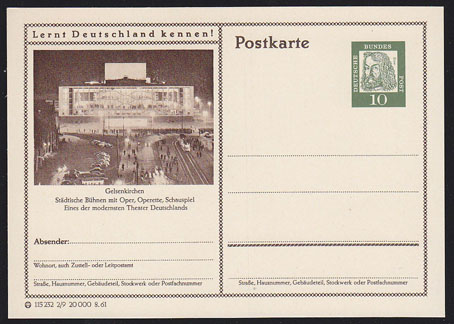 Lernt Deutschland kennen!
Gelsenkirchen
Städtische Bühnen mit Oper, Operette, Schauspiel
Eines der modernsten Theater Deutschlands
Absender:
Wohnort, auch Zustell- oder Leitpostamt
Straße, Hausnummer, Gebäudeteil, Stockwerk oder Postfachnummer
115 232 2/9 20 000 8. 61
Postkarte
DEUTSCHE
BUNDES
POST
10
Straße, Hausnummer, Gebäudeteil, Stockwerk oder Postfachnummer